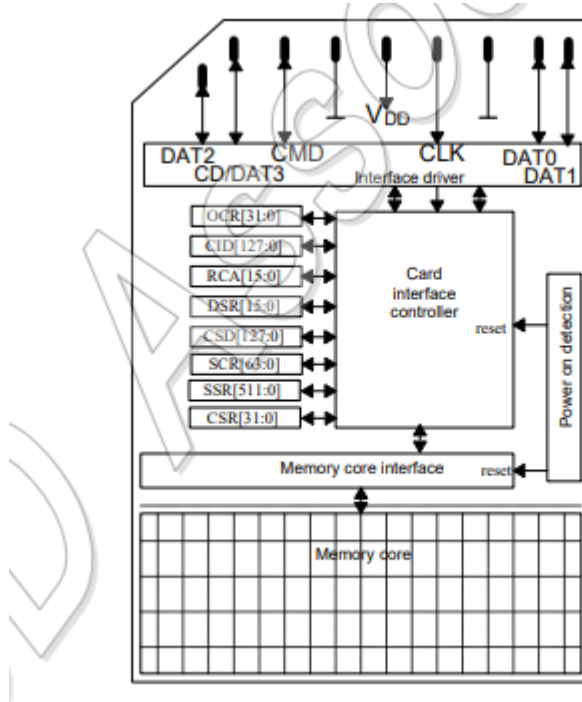 VDD
DAT2 CMD CLK DAT0
CD/DAT3 Interface driver DAT1
OCR[31:0]
CID[127:0]
RCA[15:0]
DSR[15:0]
CSD[127:0]
SCR[63:0]
SSR[511:0]
CSR[31:0]
Card
interface
controller
reset
Power on detection
Memory core interface
reset
Memory core